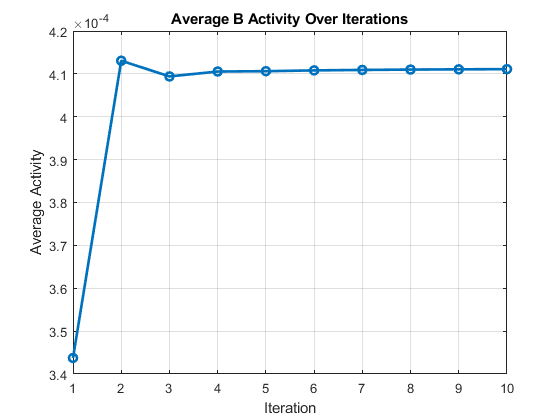 Average B Activity Over Iterations
×10⁻⁴
4.2
4.1
4
3.9
3.8
3.7
3.6
3.5
3.4
Average Activity
1 2 3 4 5 6 7 8 9 10
Iteration